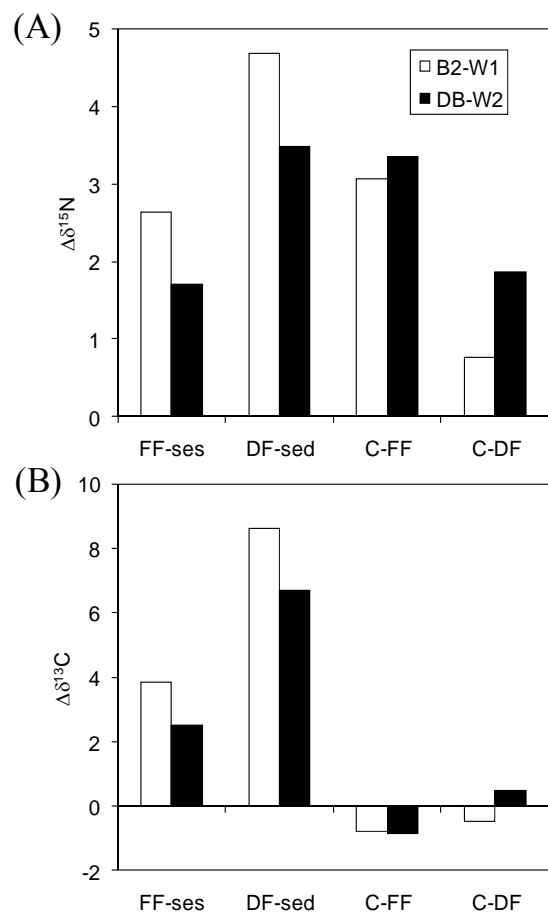 (A)
5
4
3
2
1
0
Δδ¹⁵N
B2-W1
DB-W2
FF-ses DF-sed C-FF C-DF
(B)
10
8
6
4
2
0
-2
Δδ¹³C
FF-ses DF-sed C-FF C-DF